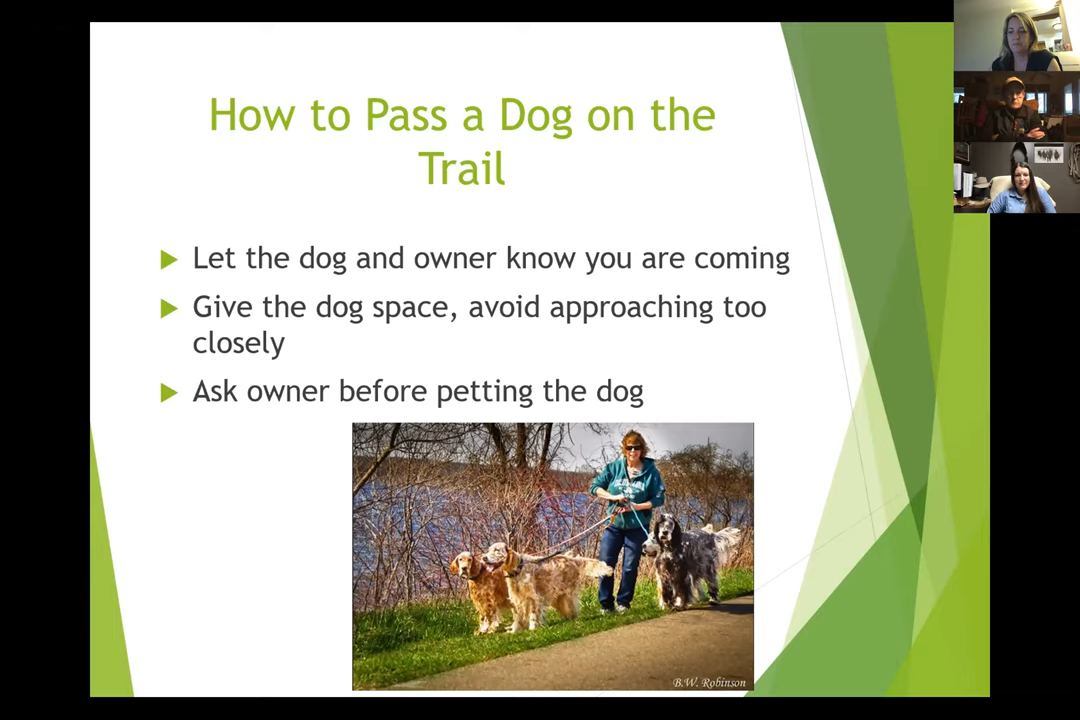 How to Pass a Dog on the
Trail
Let the dog and owner know you are coming
Give the dog space, avoid approaching too
closely
Ask owner before petting the dog
B.W. Robinson